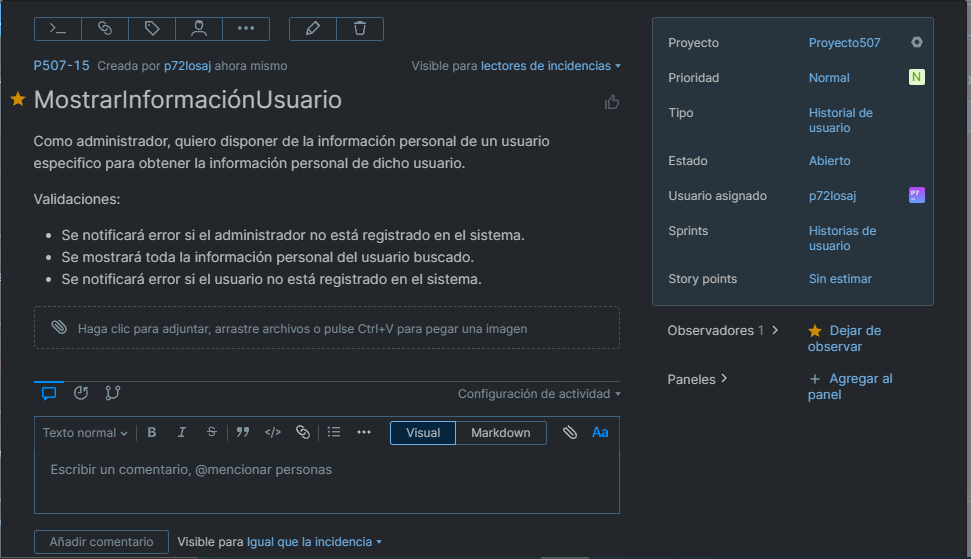 P507-15 Creada por p72losaj ahora mismo
Visible para lectores de incidencias
MostrarInformaciónUsuario
Como administrador, quiero disponer de la información personal de un usuario
especifico para obtener la información personal de dicho usuario.
Validaciones:
• Se notificará error si el administrador no está registrado en el sistema.
• Se mostrará toda la información personal del usuario buscado.
• Se notificará error si el usuario no está registrado en el sistema.
Haga clic para adjuntar, arrastre archivos o pulse Ctrl+V para pegar una imagen
Configuración de actividad
Texto normal B I S </> Visual Markdown Aa
Escribir un comentario, @mencionar personas
Añadir comentario Visible para Igual que la incidencia
Proyecto Proyecto507
Prioridad Normal N
Tipo Historial de
usuario
Estado Abierto
Usuario asignado p72losaj P7
Sprints Historias de
usuario
Story points Sin estimar
Observadores 1 Dejar de
observar
Paneles + Agregar al
panel